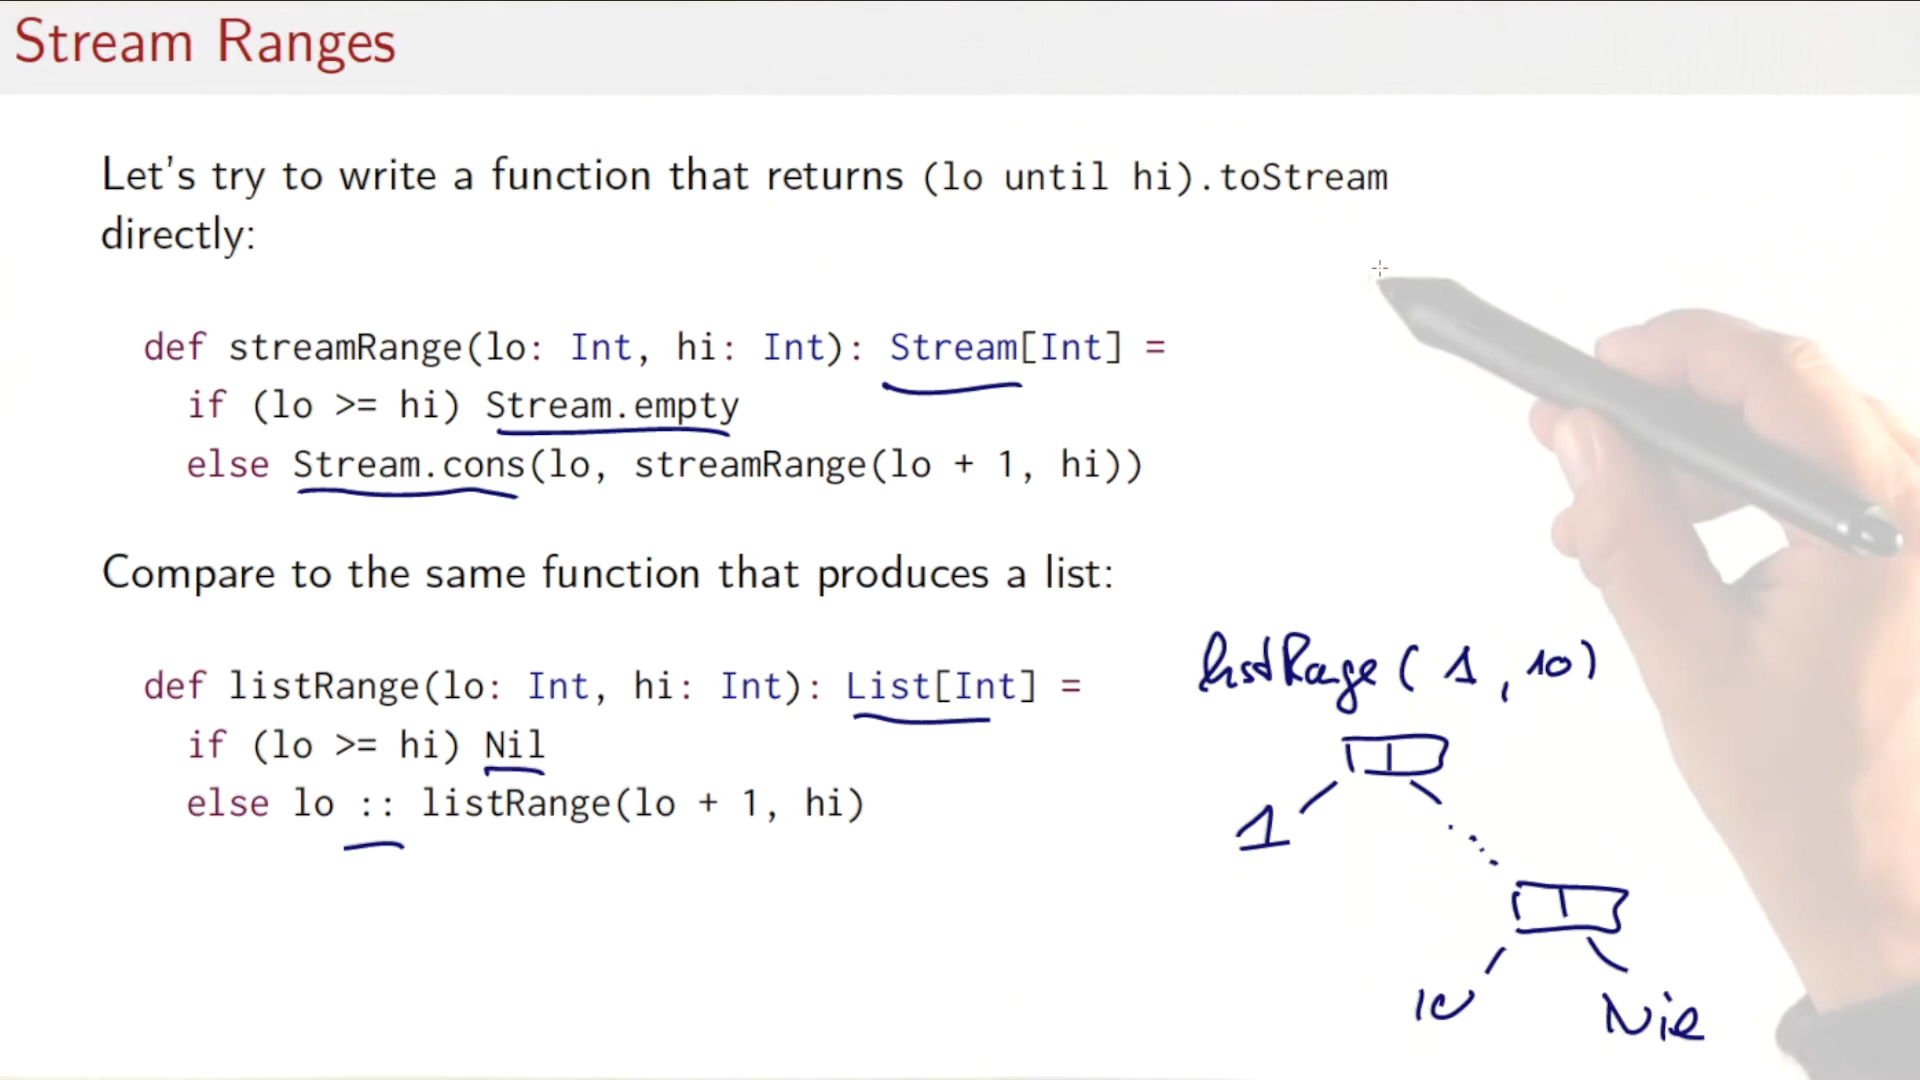 Stream Ranges
Let's try to write a function that returns (lo until hi).toStream
directly:
def streamRange(lo: Int, hi: Int): Stream[Int] =
if (lo >= hi) Stream.empty
else Stream.cons(lo, streamRange(lo + 1, hi))
Compare to the same function that produces a list:
def listRange(lo: Int, hi: Int): List[Int] =
if (lo >= hi) Nil
else lo :: listRange(lo + 1, hi)
listRange(1,10)
1
10
Nil